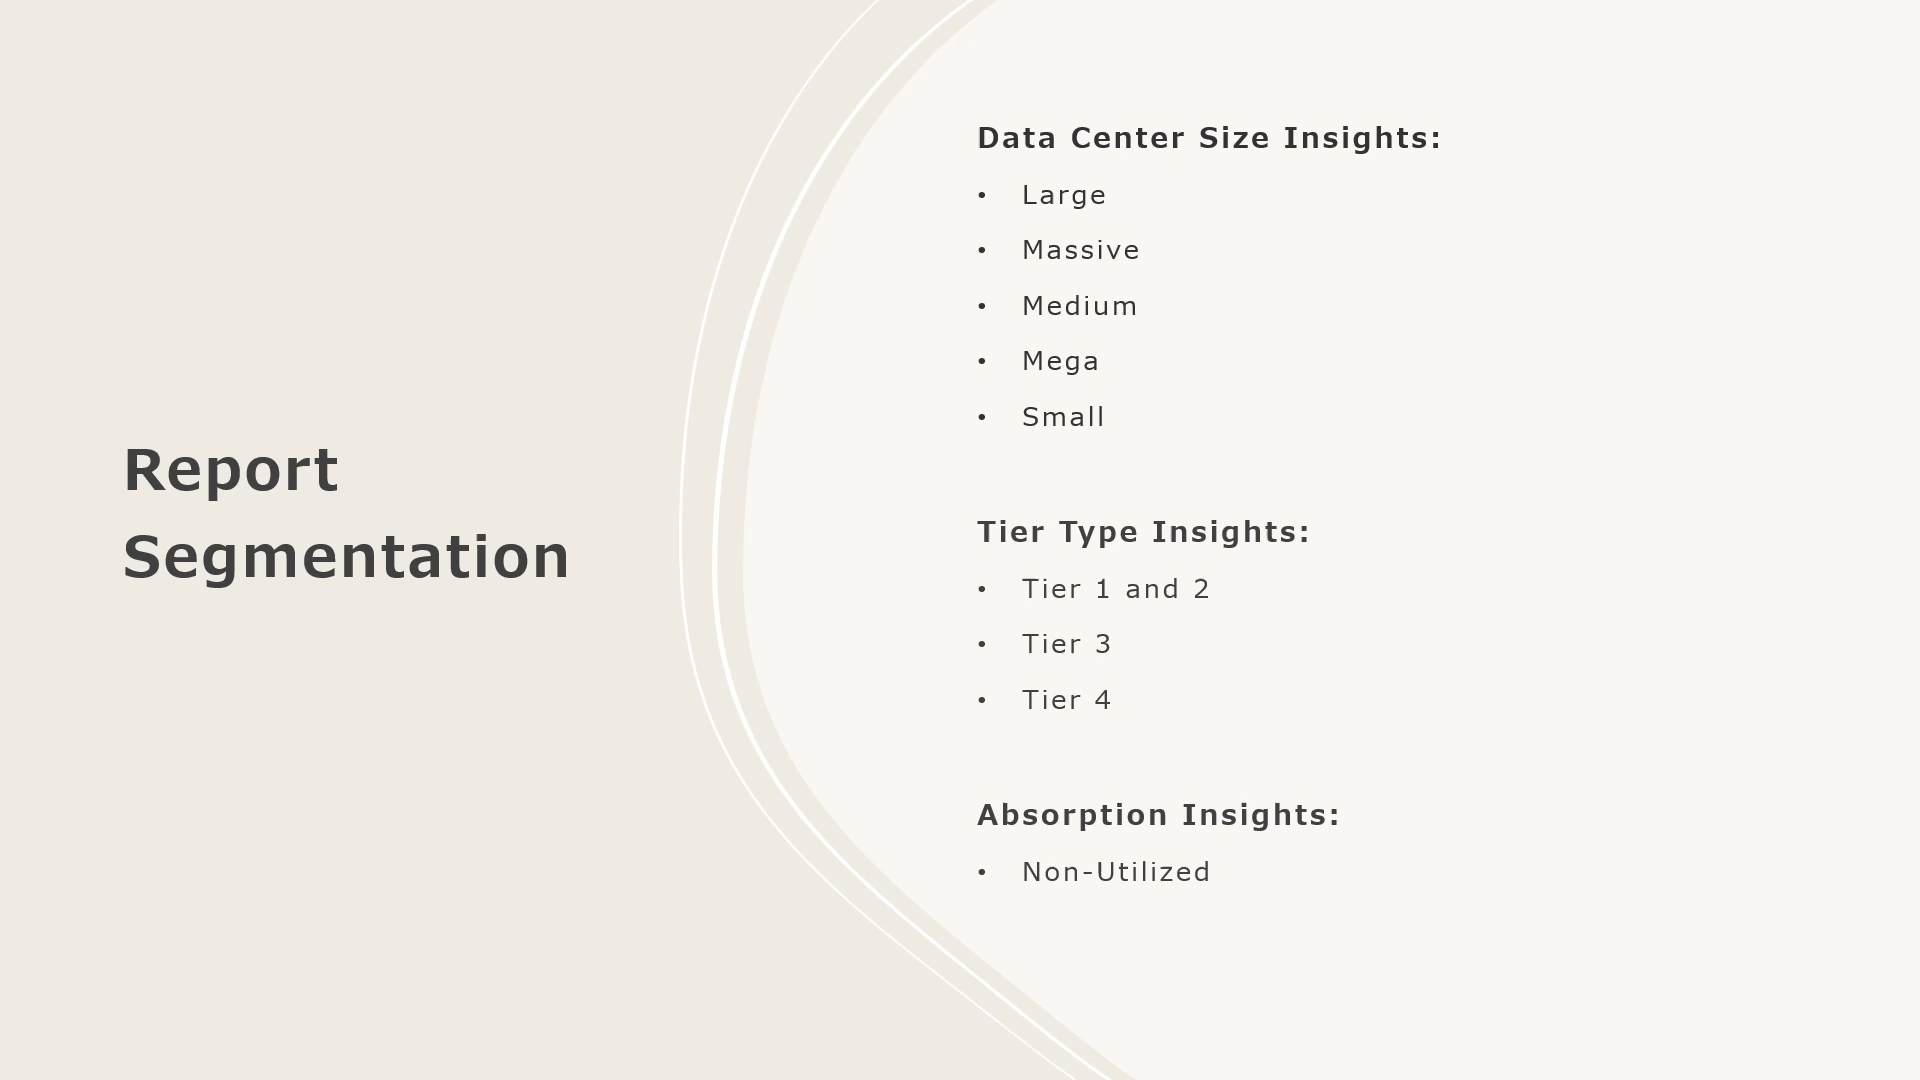 Report
Segmentation
Data Center Size Insights:
• Large
• Massive
• Medium
• Mega
• Small
Tier Type Insights:
• Tier 1 and 2
• Tier 3
• Tier 4
Absorption Insights:
• Non-Utilized